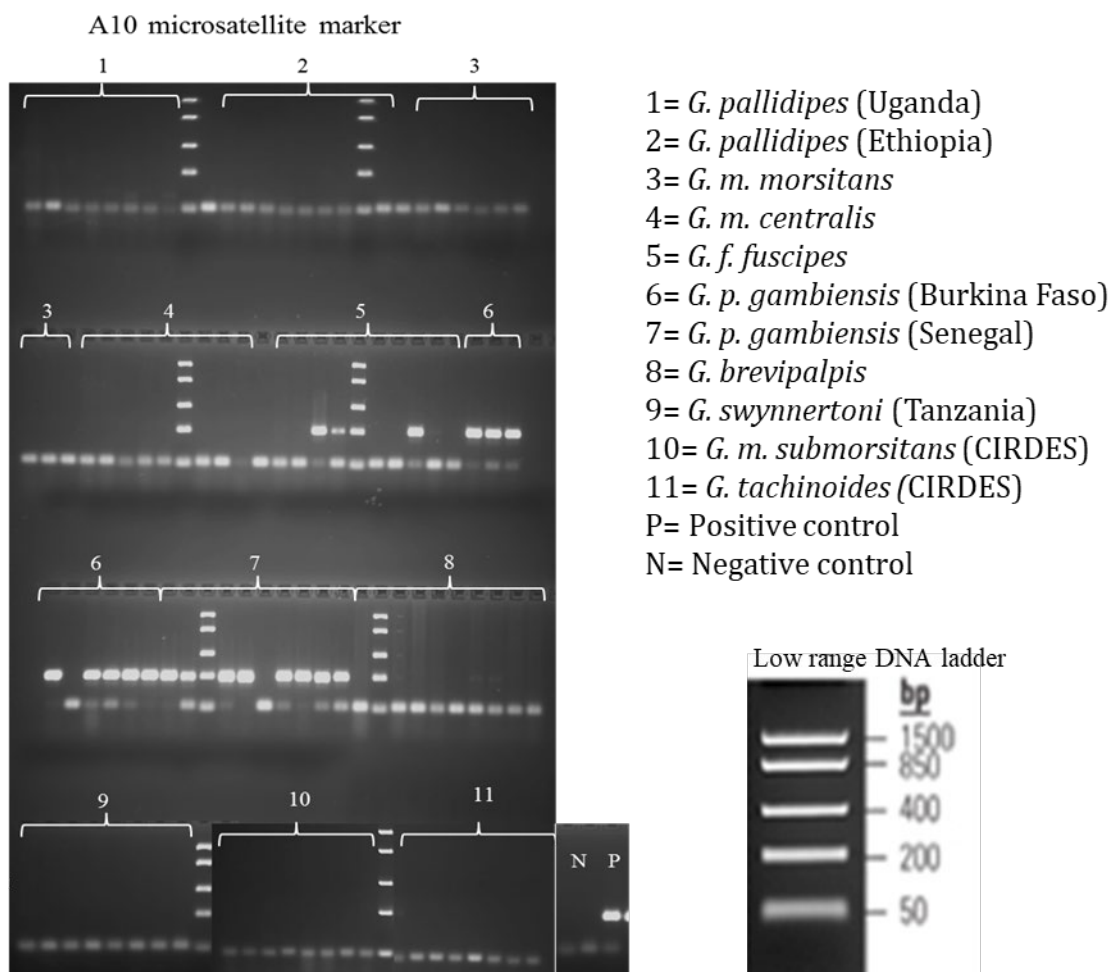 A10 microsatellite marker
1 2 3
3 4 5 6
6 7 8
9 10 11
N P
1= G. pallidipes (Uganda)
2= G. pallidipes (Ethiopia)
3= G. m. morsitans
4= G. m. centralis
5= G. f. fuscipes
6= G. p. gambiensis (Burkina Faso)
7= G. p. gambiensis (Senegal)
8= G. brevipalpis
9= G. swynnertoni (Tanzania)
10= G. m. submorsitans (CIRDES)
11= G. tachinoides (CIRDES)
P= Positive control
N= Negative control
Low range DNA ladder
bp
1500
850
400
200
50